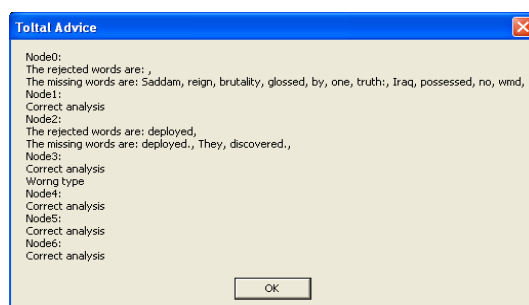 Toltal Advice
Node0:
The rejected words are: ,
The missing words are: Saddam, reign, brutality, glossed, by, one, truth:, Iraq, possessed, no, wmd,
Node1:
Correct analysis
Node2:
The rejected words are: deployed,
The missing words are: deployed., They, discovered.,
Node3:
Correct analysis
Worng type
Node4:
Correct analysis
Node5:
Correct analysis
Node6:
Correct analysis
OK